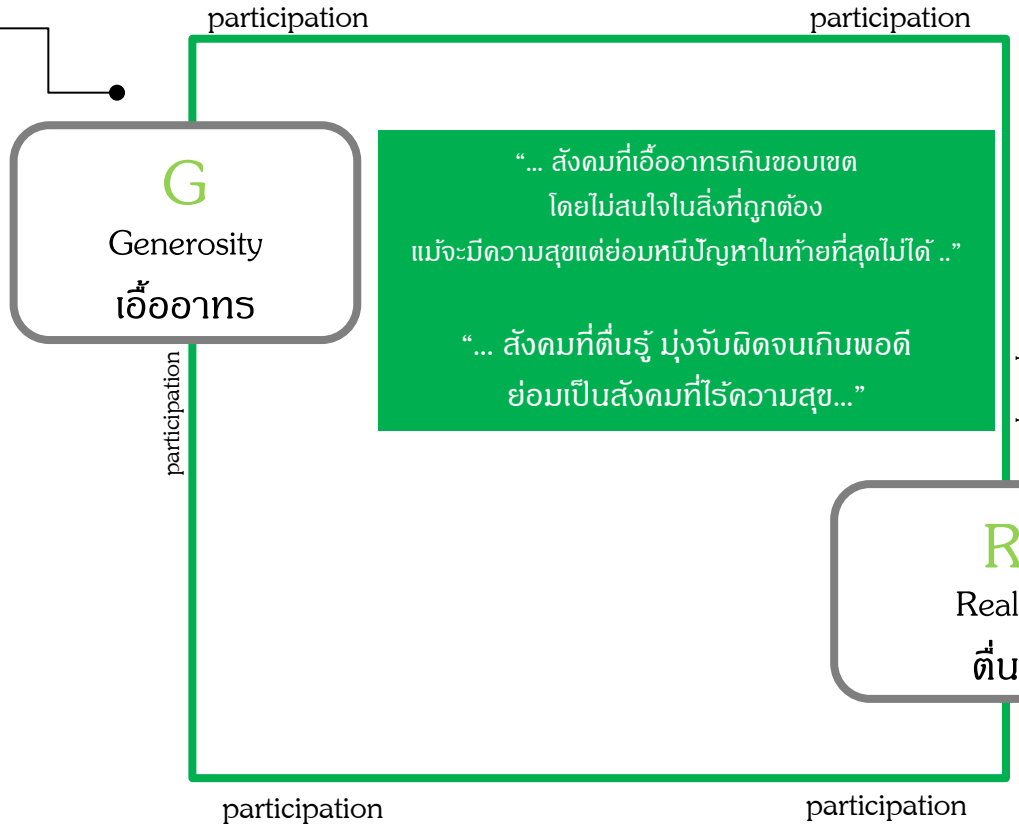 participation
participation
G
Generosity
เอื้ออาทร
“... สังคมที่เอื้ออาทรเกินขอบเขต
โดยไม่สนใจในสิ่งที่ถูกต้อง
แม้จะมีความสุขแต่ย่อมหนีปัญหาในท้ายที่สุดไม่ได้ ..”
“... สังคมที่ตื่นรู้ มุ่งจับผิดจนเกินพอดี
ย่อมเป็นสังคมที่ไร้ความสุข...”
participation
R
Real
ตื่น
participation
participation